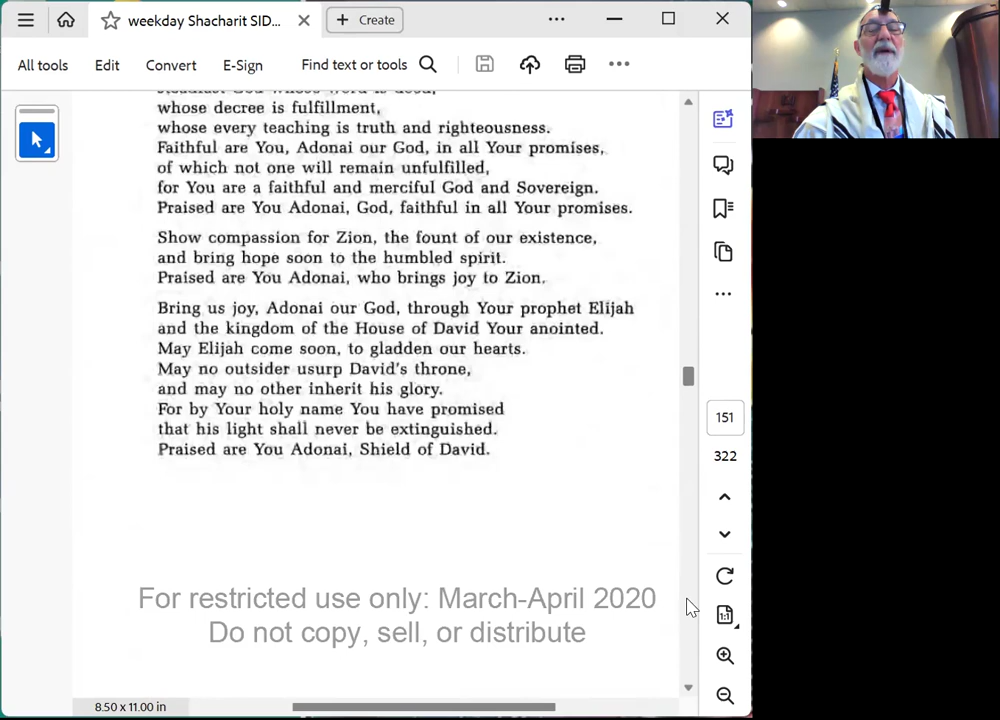 weekday Shacharit SID...
Create
All tools
Edit
Convert
E-Sign
Find text or tools
steadfast God whose word is deed,
whose decree is fulfillment,
whose every teaching is truth and righteousness.
Faithful are You, Adonai our God, in all Your promises,
of which not one will remain unfulfilled,
for You are a faithful and merciful God and Sovereign.
Praised are You Adonai, God, faithful in all Your promises.
Show compassion for Zion, the fount of our existence,
and bring hope soon to the humbled spirit.
Praised are You Adonai, who brings joy to Zion.
Bring us joy, Adonai our God, through Your prophet Elijah
and the kingdom of the House of David Your anointed.
May Elijah come soon, to gladden our hearts.
May no outsider usurp David's throne,
and may no other inherit his glory.
For by Your holy name You have promised
that his light shall never be extinguished.
Praised are You Adonai, Shield of David.
For restricted use only: March-April 2020
Do not copy, sell, or distribute
151
322
1:1
8.50 x 11.00 in